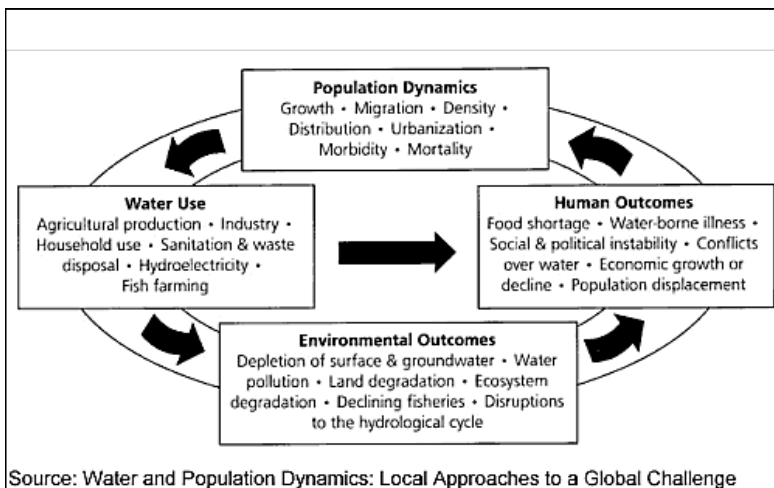 Population Dynamics
Growth • Migration • Density •
Distribution • Urbanization •
Morbidity • Mortality
Water Use
Agricultural production • Industry •
Household use • Sanitation & waste
disposal • Hydroelectricity •
Fish farming
Human Outcomes
Food shortage • Water-borne illness •
Social & political instability • Conflicts
over water • Economic growth or
decline • Population displacement
Environmental Outcomes
Depletion of surface & groundwater • Water
pollution • Land degradation • Ecosystem
degradation • Declining fisheries • Disruptions
to the hydrological cycle
Source: Water and Population Dynamics: Local Approaches to a Global Challenge